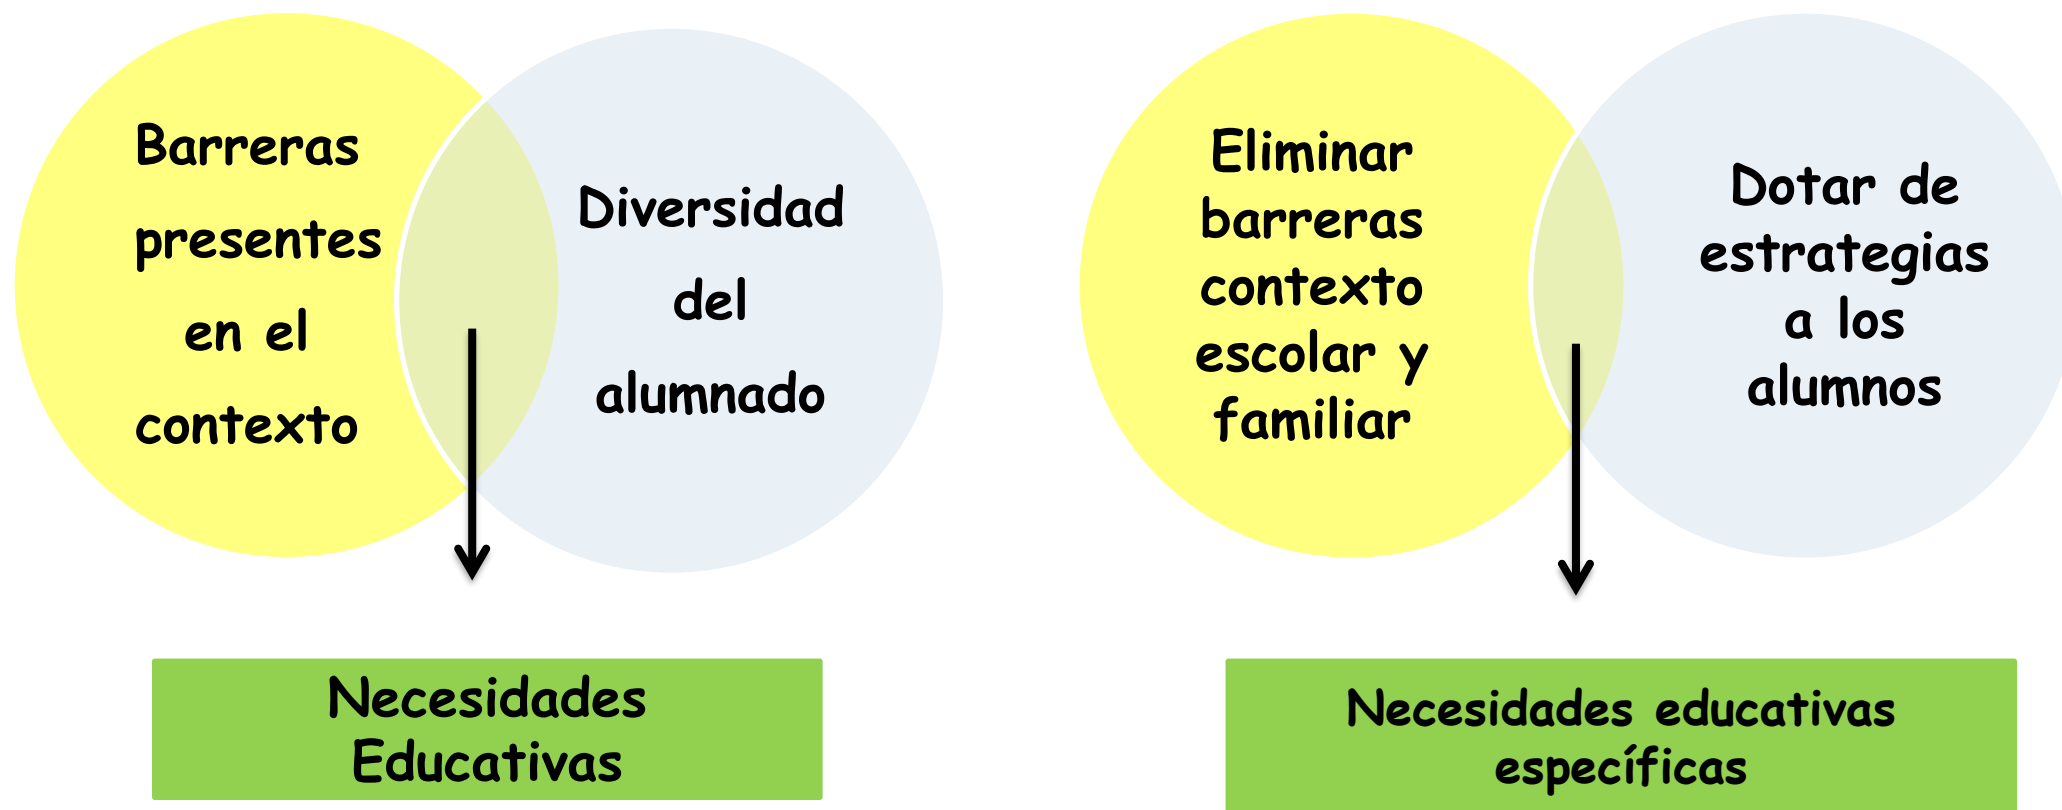 Barreras
presentes
en el
contexto
Diversidad
del
alumnado
Necesidades
Educativas
Eliminar
barreras
contexto
escolar y
familiar
Dotar de
estrategias
a los
alumnos
Necesidades educativas
específicas